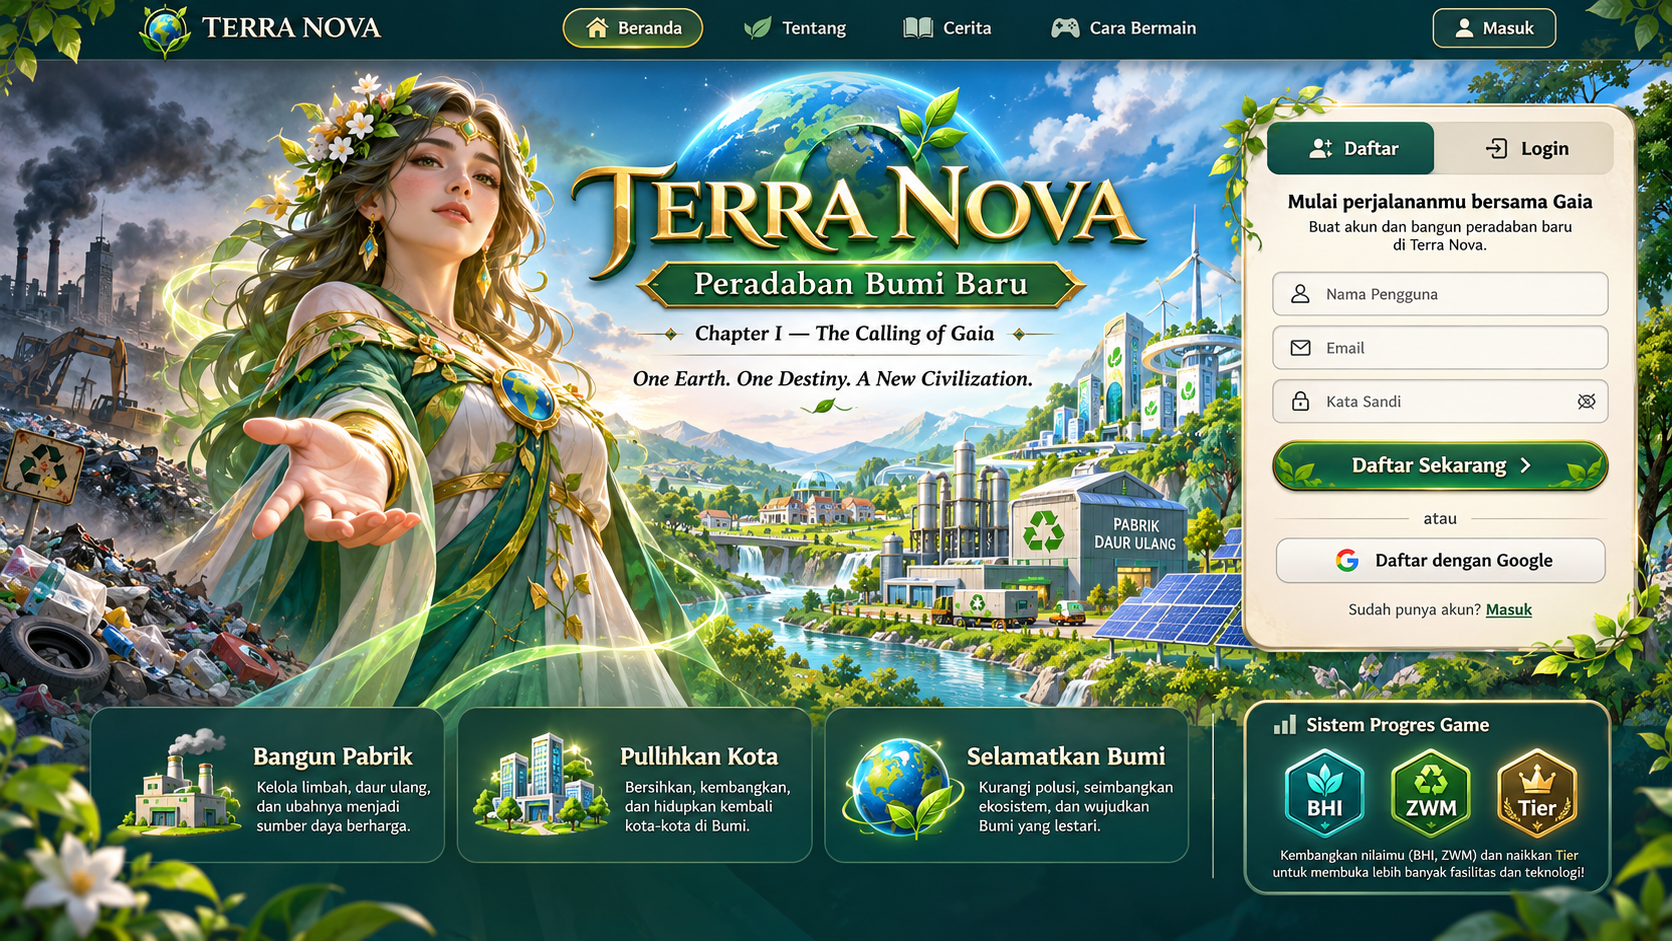 TERRA NOVA
Beranda
Tentang
Cerita
Cara Bermain
Masuk
TERRA NOVA
Peradaban Bumi Baru
Chapter I — The Calling of Gaia
One Earth. One Destiny. A New Civilization.
PABRIK
DAUR ULANG
Daftar
Login
Mulai perjalananmu bersama Gaia
Buat akun dan bangun peradaban baru
di Terra Nova.
Nama Pengguna
Email
Kata Sandi
Daftar Sekarang
atau
Daftar dengan Google
Sudah punya akun? Masuk
Bangun Pabrik
Kelola limbah, daur ulang,
dan ubahnya menjadi
sumber daya berharga.
Pullihkan Kota
Bersihkan, kembangkan,
dan hidupkan kembali
kota-kota di Bumi.
Selamatkan Bumi
Kurangi polusi, seimbangkan
ekosistem, dan wujudkan
Bumi yang lestari.
Sistem Progres Game
BHI
ZWM
Tier
Kembangkan nilaimu (BHI, ZWM) dan naikkan Tier
untuk membuka lebih banyak fasilitas dan teknologi!